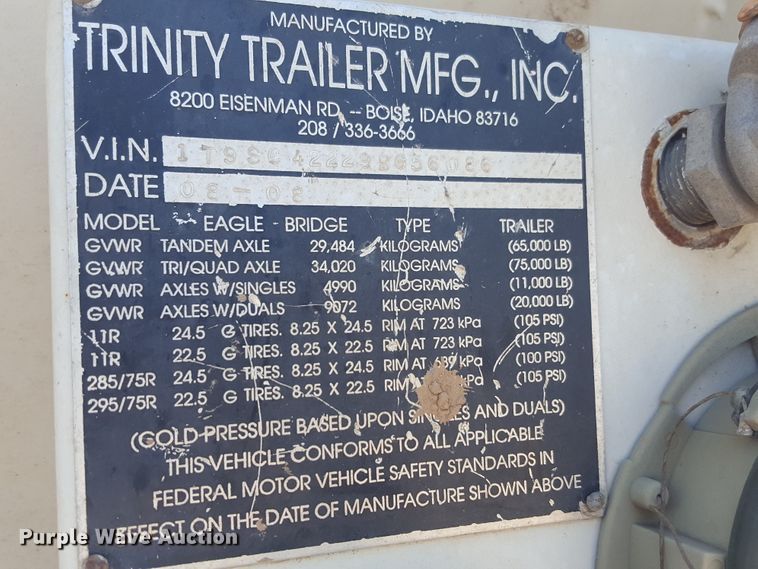 MANUFACTURED BY
TRINITY TRAILER MFG., INC.
8200 EISENMAN RD. -- BOISE, IDAHO 83716
208 / 336-3666
V.I.N.
DATE 08-08
MODEL - EAGLE - BRIDGE TYPE TRAILER
GVWR TANDEM AXLE 29,484 KILOGRAMS (65,000 LB)
GVWR TRI/QUAD AXLE 34,020 KILOGRAMS (75,000 LB)
GVWR AXLES W/SINGLES 4990 KILOGRAMS (11,000 LB)
GVWR AXLES W/DUALS 9072 KILOGRAMS (20,000 LB)
11R 24.5 G TIRES. 8.25 X 24.5 RIM AT 723 kPa (105 PSI)
11R 22.5 G TIRES. 8.25 X 22.5 RIM AT 723 kPa (105 PSI)
285/75R 24.5 G TIRES. 8.25 X 24.5 RIM AT 689 kPa (100 PSI)
295/75R 22.5 G TIRES. 8.25 X 22.5 RIM (105 PSI)
(COLD PRESSURE BASED UPON SINGLES AND DUALS)
THIS VEHICLE CONFORMS TO ALL APPLICABLE
FEDERAL MOTOR VEHICLE SAFETY STANDARDS IN
EFFECT ON THE DATE OF MANUFACTURE SHOWN ABOVE
Purple Wave Auction